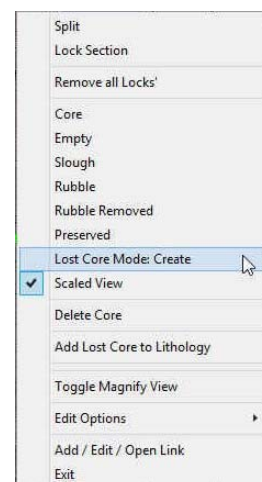 Split
Lock Section
Remove all Locks'
Core
Empty
Slough
Rubble
Rubble Removed
Preserved
Lost Core Mode: Create
Scaled View
Delete Core
Add Lost Core to Lithology
Toggle Magnify View
Edit Options
Add / Edit / Open Link
Exit